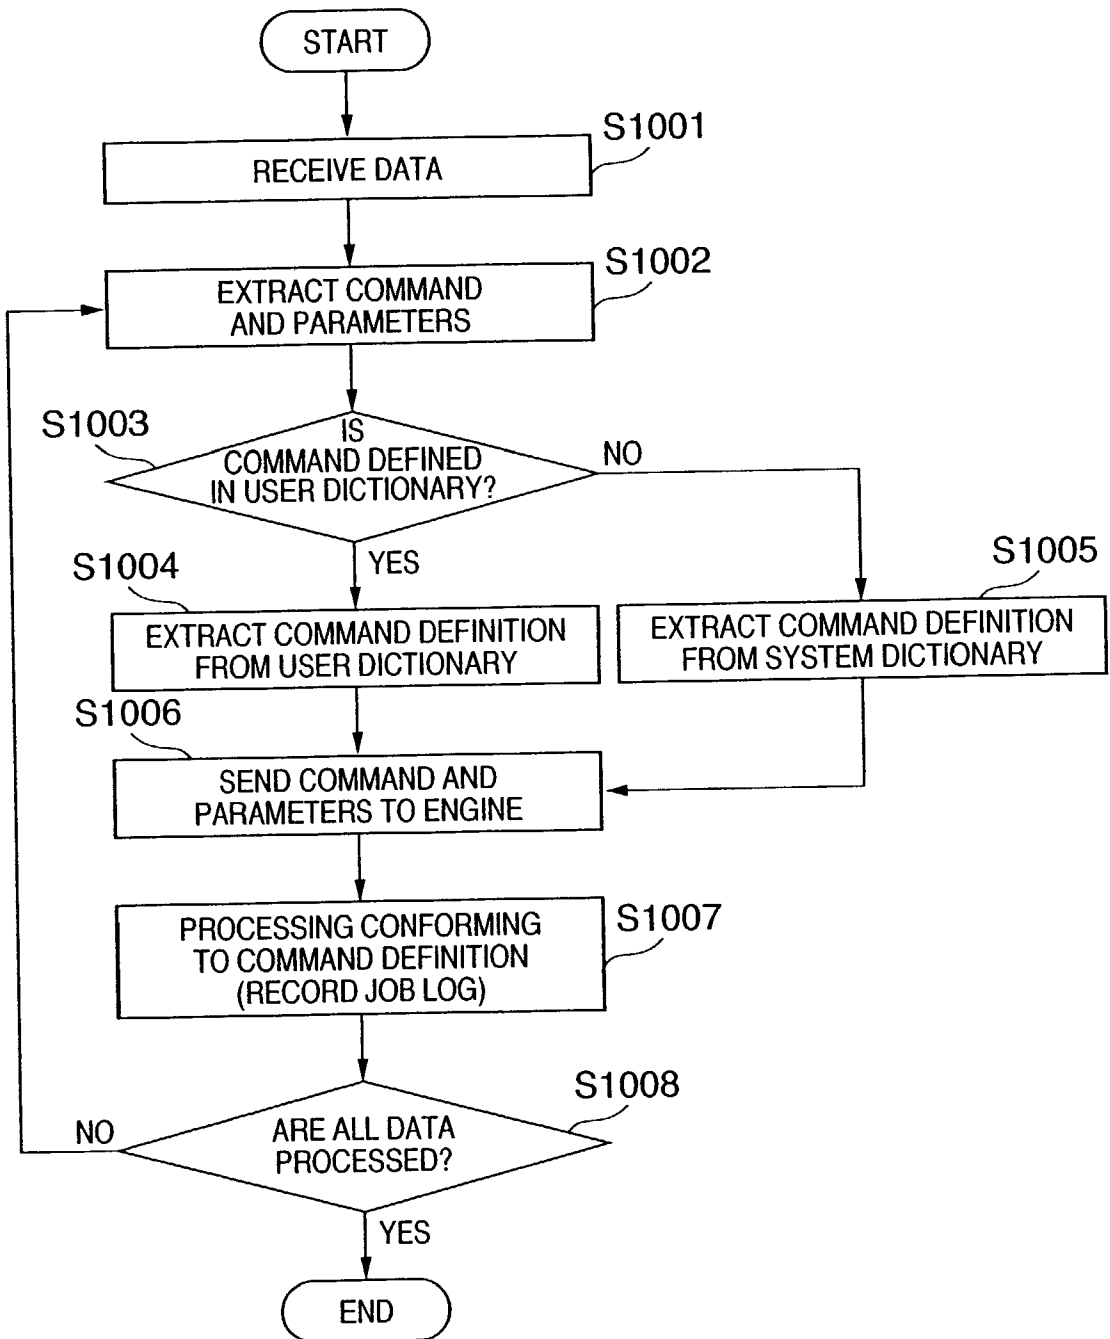 START
S1001
RECEIVE DATA
S1002
EXTRACT COMMAND
AND PARAMETERS
S1003
IS
COMMAND DEFINED
IN USER DICTIONARY?
NO
YES
S1004
EXTRACT COMMAND DEFINITION
FROM USER DICTIONARY
S1005
EXTRACT COMMAND DEFINITION
FROM SYSTEM DICTIONARY
S1006
SEND COMMAND AND
PARAMETERS TO ENGINE
S1007
PROCESSING CONFORMING
TO COMMAND DEFINITION
(RECORD JOB LOG)
S1008
ARE ALL DATA
PROCESSED?
NO
YES
END